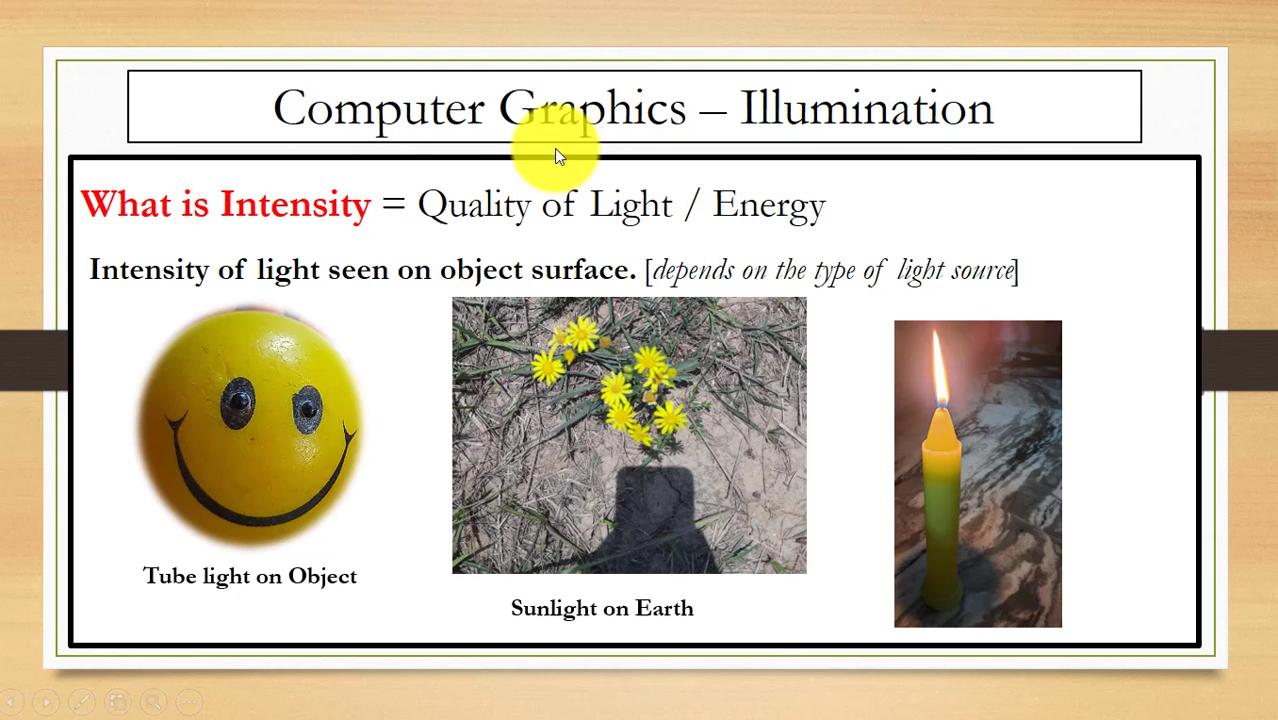 Computer Graphics – Illumination
What is Intensity = Quality of Light / Energy
Intensity of light seen on object surface. [depends on the type of light source]
Tube light on Object
Sunlight on Earth